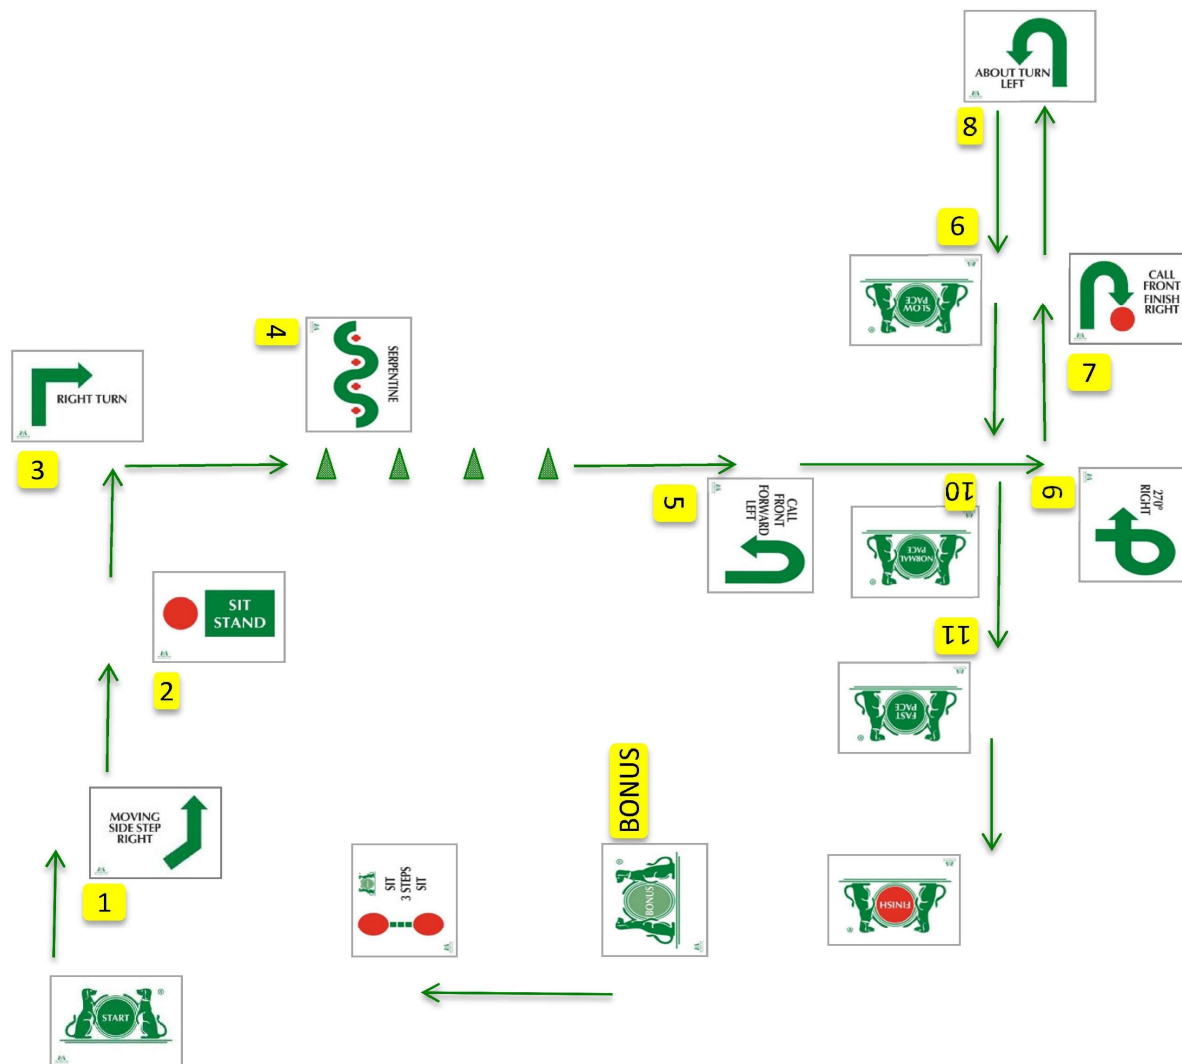 START
®
1
MOVING
SIDE STEP
RIGHT
2
SIT
STAND
3
RIGHT TURN
4
SERPENTINE
5
CALL
FRONT
FORWARD
LEFT
6
270°
RIGHT
7
CALL
FRONT
FINISH
RIGHT
8
ABOUT TURN
LEFT
9
SLOW
PACE
®
10
NORMAL
PACE
®
11
FAST
PACE
®
FINISH
®
BONUS
BONUS
®
SIT
3 STEPS
SIT